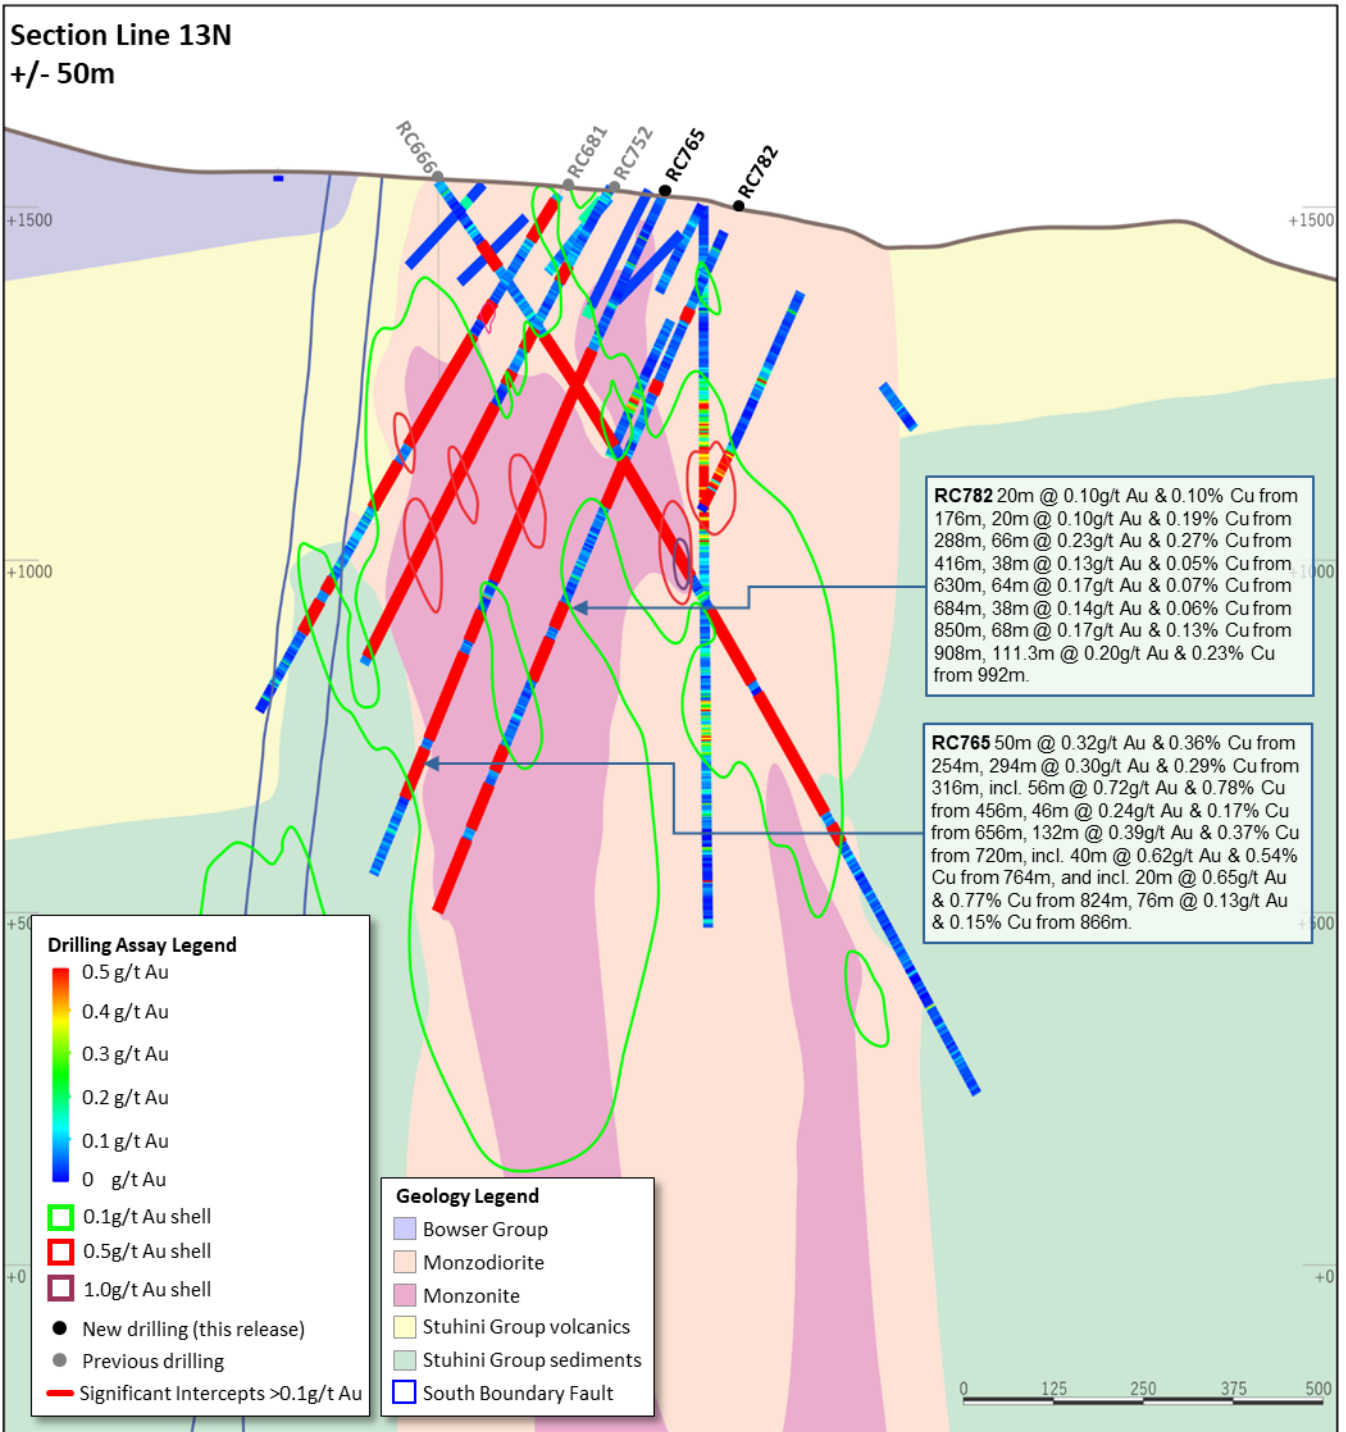 Section Line 13N
+/- 50m
RC666
RC681
RC752
RC765
RC782
+1500
+1500
RC782 20m @ 0.10g/t Au & 0.10% Cu from
176m, 20m @ 0.10g/t Au & 0.19% Cu from
288m, 66m @ 0.23g/t Au & 0.27% Cu from
416m, 38m @ 0.13g/t Au & 0.05% Cu from
630m, 64m @ 0.17g/t Au & 0.07% Cu from
684m, 38m @ 0.14g/t Au & 0.06% Cu from
850m, 68m @ 0.17g/t Au & 0.13% Cu from
908m, 111.3m @ 0.20g/t Au & 0.23% Cu
from 992m.
+1000
+1000
RC765 50m @ 0.32g/t Au & 0.36% Cu from
254m, 294m @ 0.30g/t Au & 0.29% Cu from
316m, incl. 56m @ 0.72g/t Au & 0.78% Cu
from 456m, 46m @ 0.24g/t Au & 0.17% Cu
from 656m, 132m @ 0.39g/t Au & 0.37% Cu
from 720m, incl. 40m @ 0.62g/t Au & 0.54%
Cu from 764m, and incl. 20m @ 0.65g/t Au
& 0.77% Cu from 824m, 76m @ 0.13g/t Au
& 0.15% Cu from 866m.
+50
+500
Drilling Assay Legend
0.5 g/t Au
0.4 g/t Au
0.3 g/t Au
0.2 g/t Au
0.1 g/t Au
0 g/t Au
0.1g/t Au shell
0.5g/t Au shell
1.0g/t Au shell
New drilling (this release)
Previous drilling
Significant Intercepts >0.1g/t Au
Geology Legend
Bowser Group
Monzodiorite
Monzonite
Stuhini Group volcanics
Stuhini Group sediments
South Boundary Fault
+0
+0
0 125 250 375 500